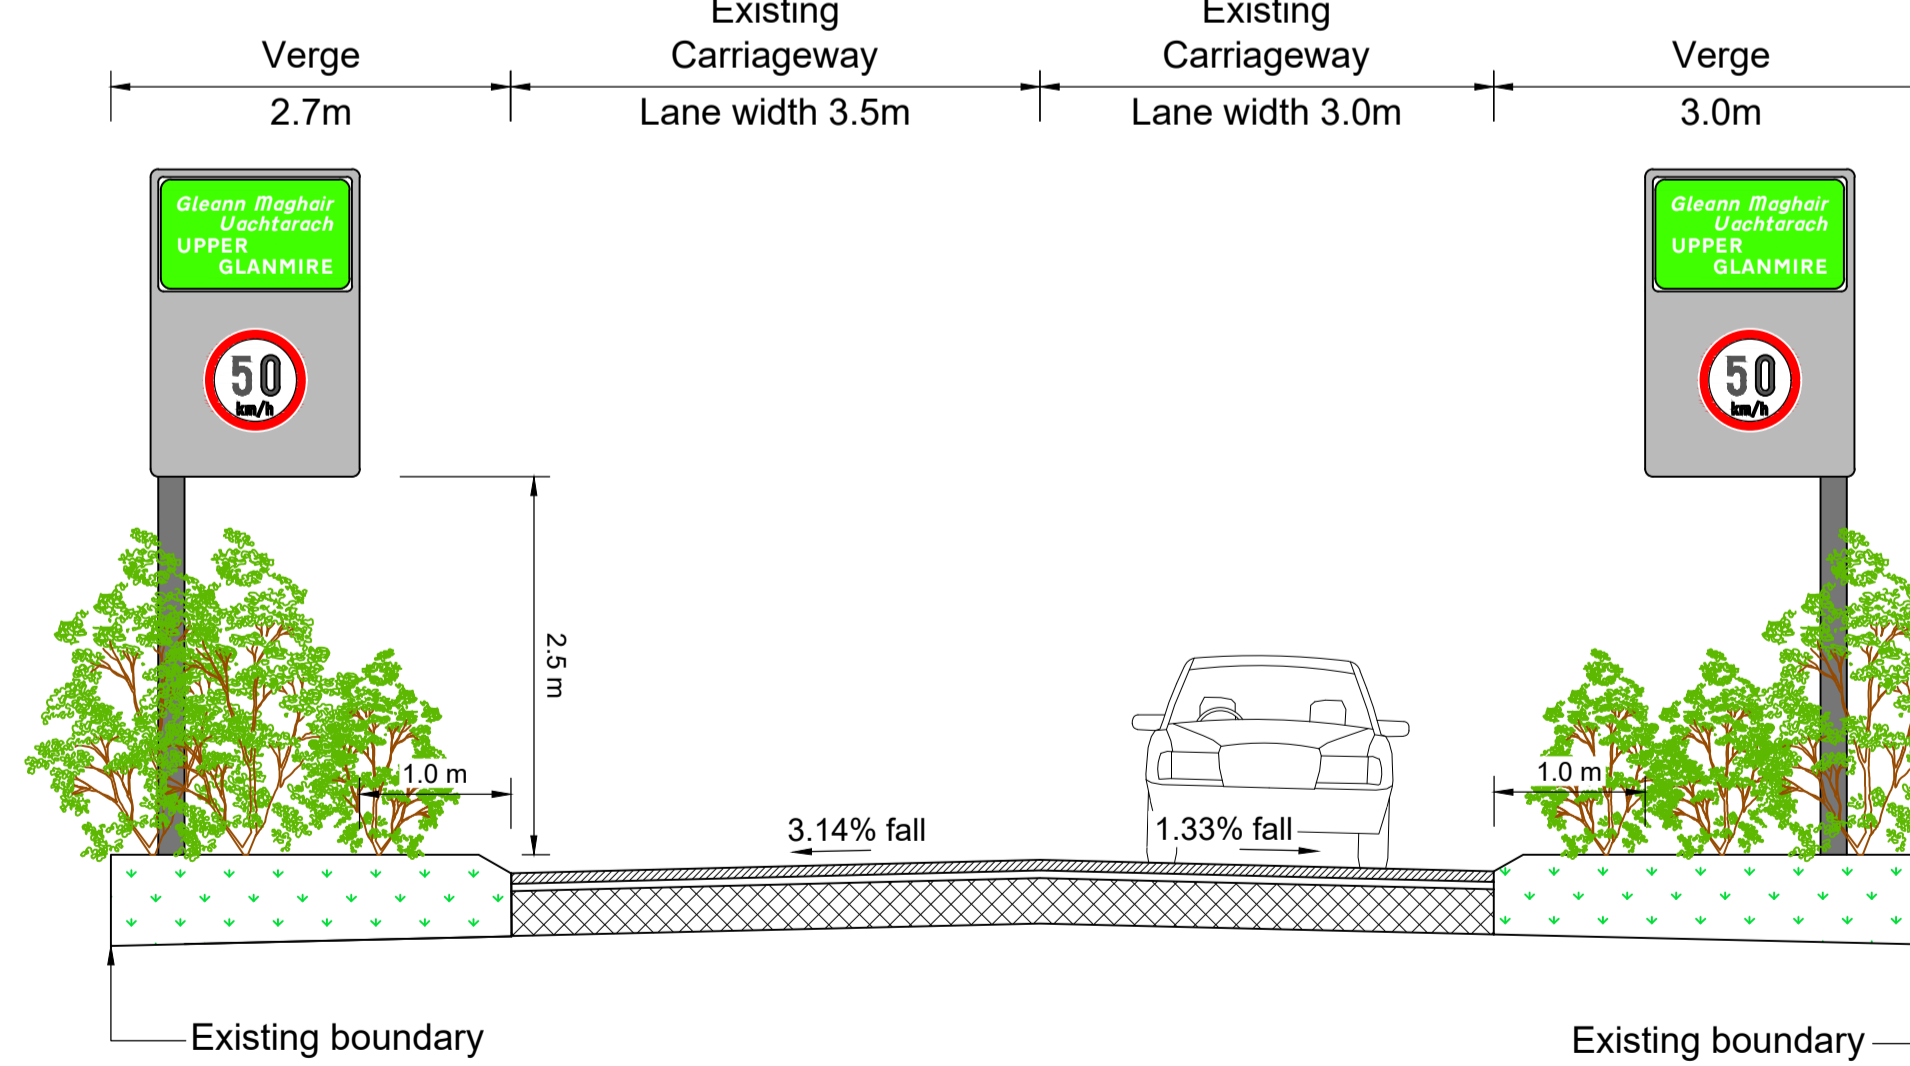 Existing
Existing
Verge
Carriageway
Carriageway
Verge
2.7m
Lane width 3.5m
Lane width 3.0m
3.0m
Gleann Maghair
Uachtarach
UPPER
GLANMIRE
50
km/h
Gleann Maghair
Uachtarach
UPPER
GLANMIRE
50
km/h
2.5 m
1.0 m
1.0 m
3.14% fall
1.33% fall
Existing boundary
Existing boundary